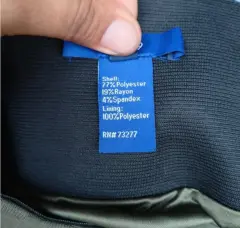 Shell:
77% Polyester
19% Rayon
4% Spandex
Lining:
100% Polyester
RN# 73277